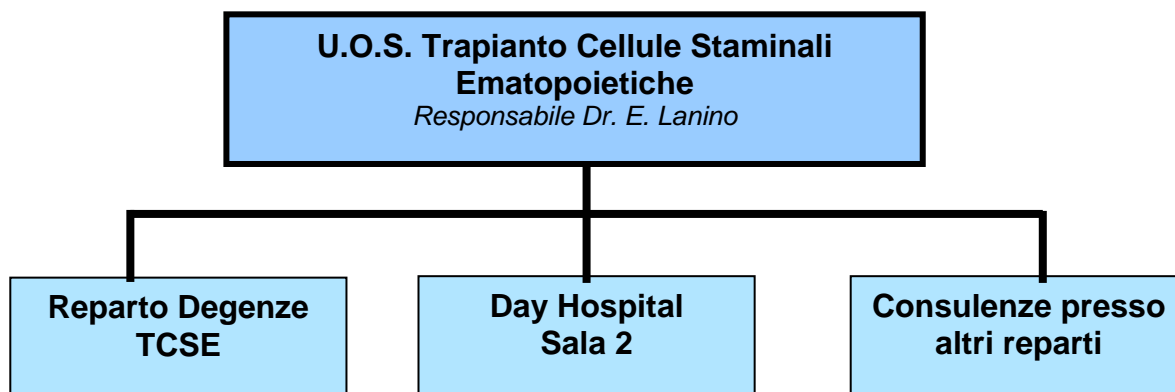 U.O.S. Trapianto Cellule Staminali
Ematopoietiche
Responsabile Dr. E. Lanino
Reparto Degenze
TCSE
Day Hospital
Sala 2
Consulenze presso
altri reparti